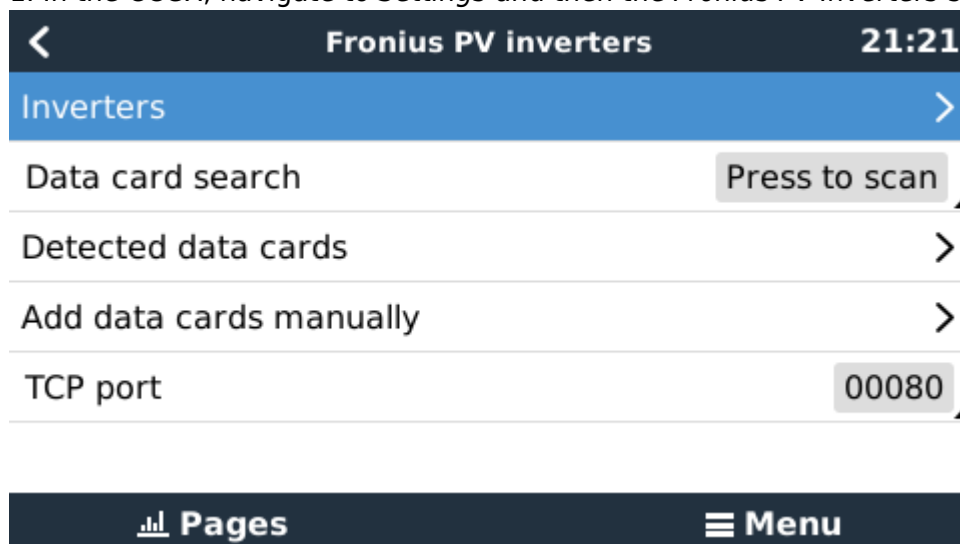 Fronius PV inverters 21:21
Inverters
Data card search Press to scan
Detected data cards
Add data cards manually
TCP port 00080
Pages Menu